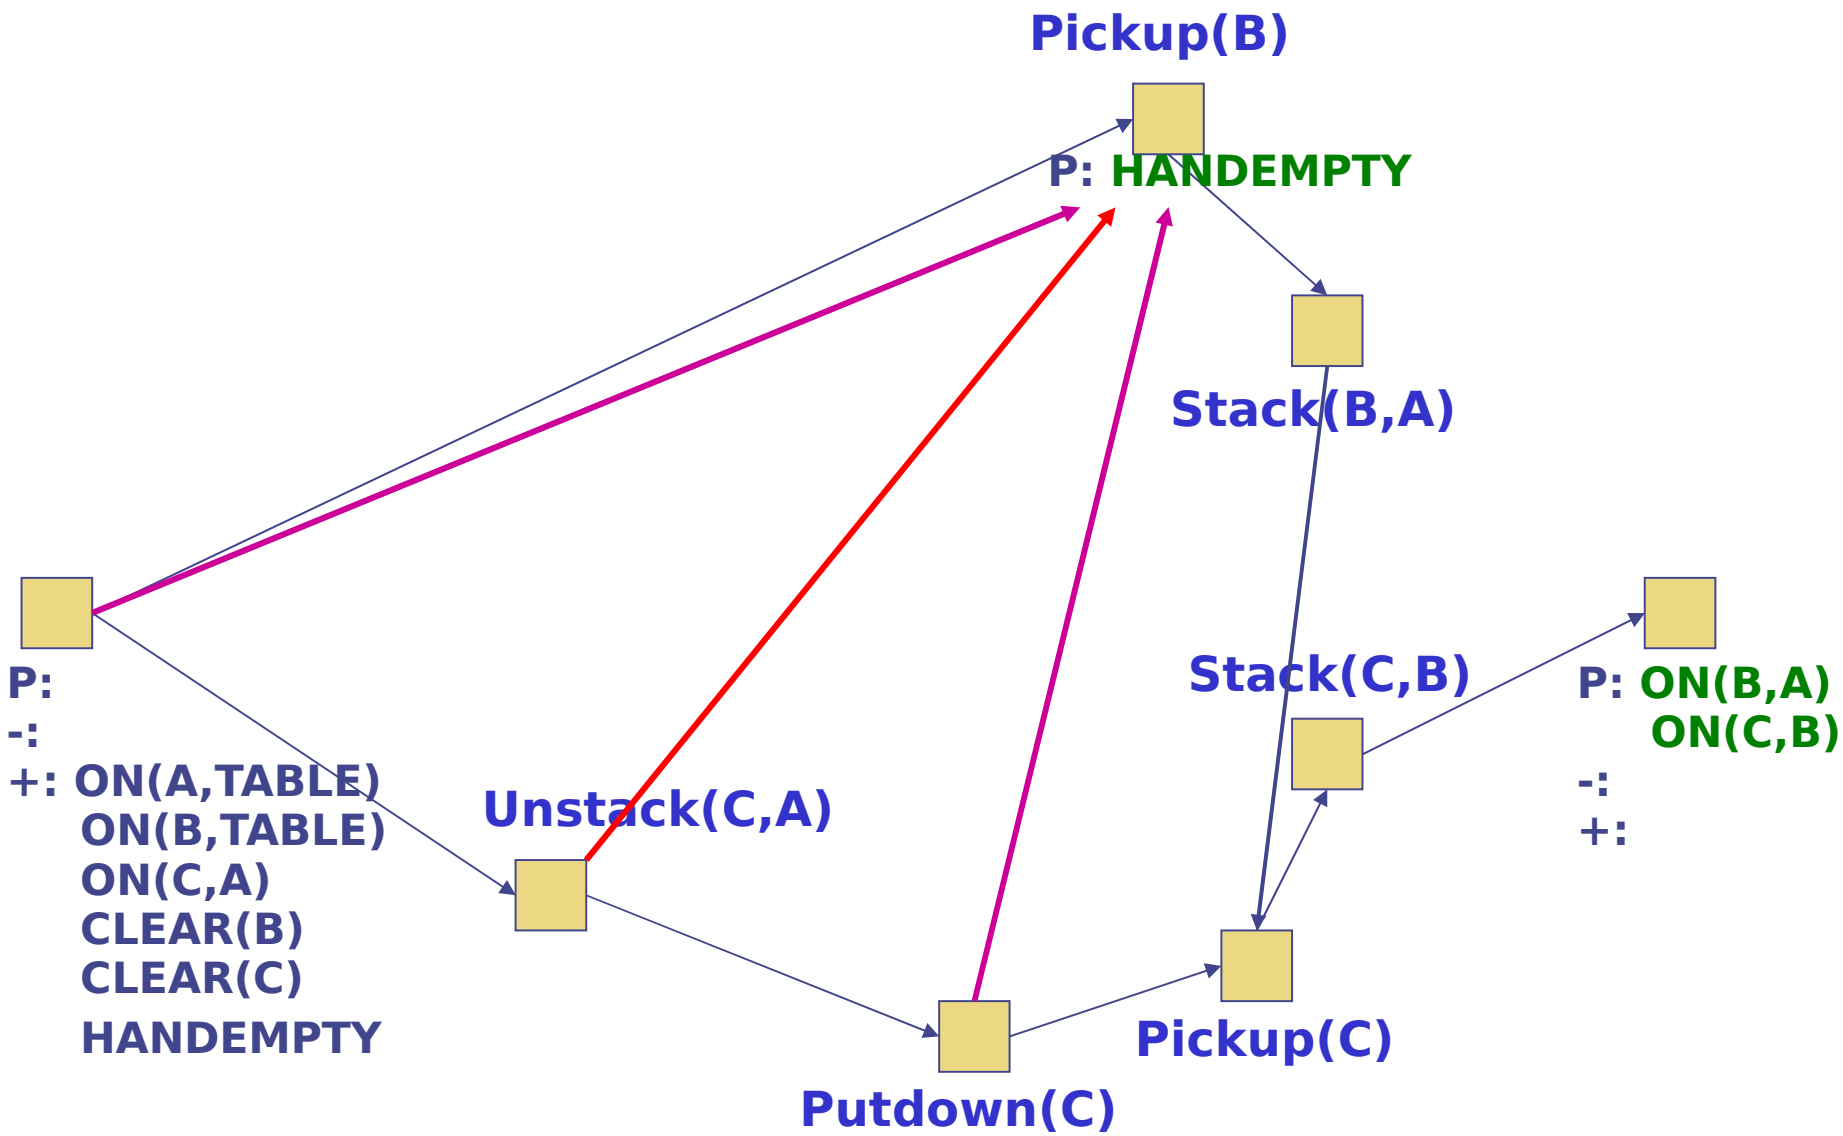 Pickup(B)
P: HANDEMPTY
Stack(B,A)
Stack(C,B)
P:
-:
+: ON(A,TABLE)
ON(B,TABLE)
ON(C,A)
CLEAR(B)
CLEAR(C)
HANDEMPTY
Unstack(C,A)
P: ON(B,A)
ON(C,B)
-:
+:
Pickup(C)
Putdown(C)